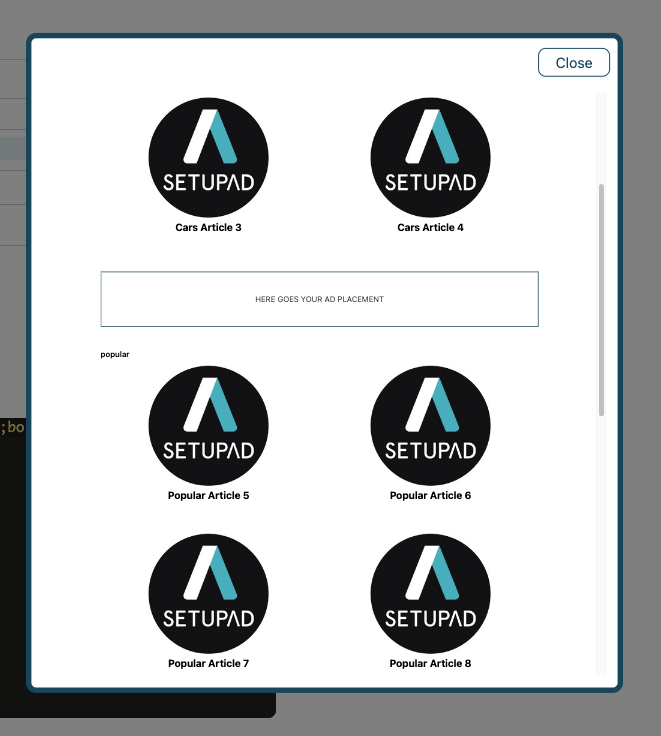 Close
SETUPAD SETUPAD
Cars Article 3 Cars Article 4
HERE GOES YOUR AD PLACEMENT
popular
;bo
SETUPAD SETUPAD
Popular Article 5 Popular Article 6
SETUPAD SETUPAD
Popular Article 7 Popular Article 8